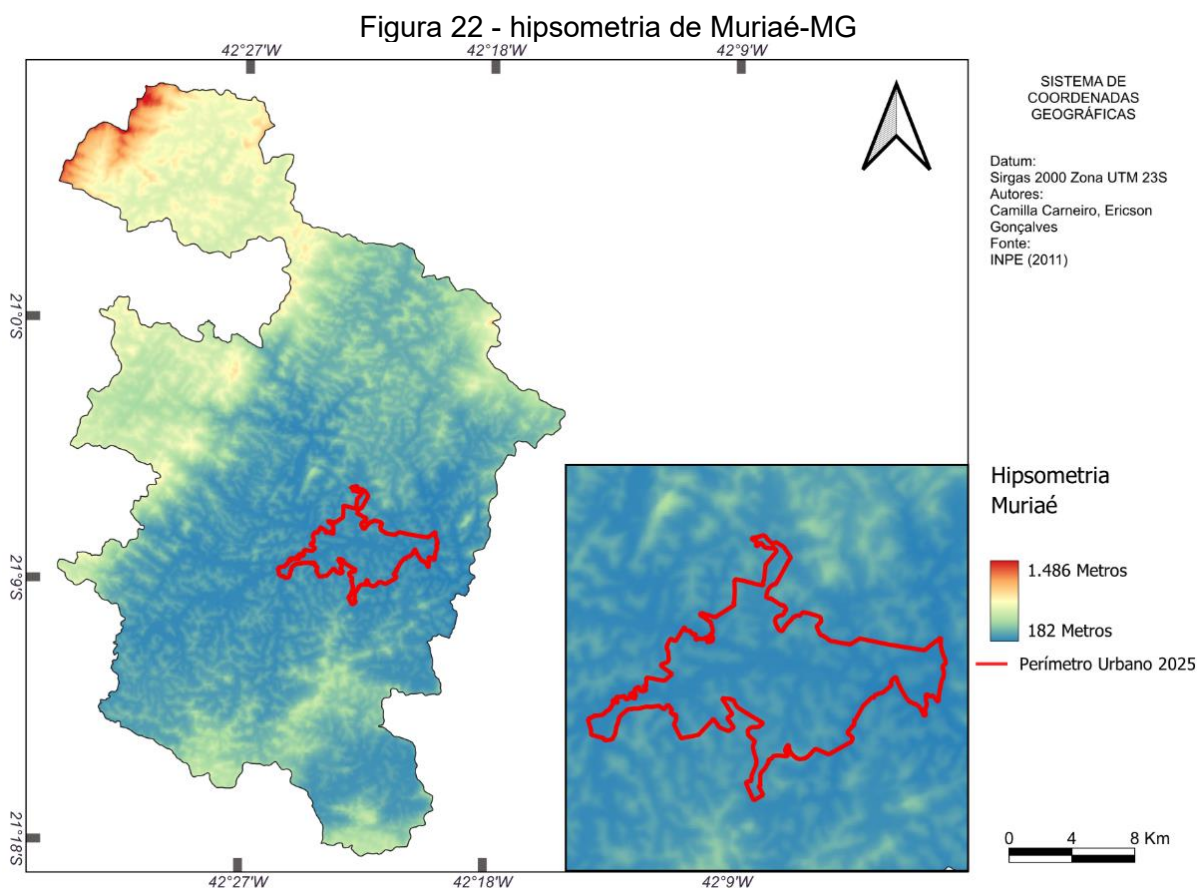 Figura 22 - hipsometria de Muriaé-MG
42°27'W
42°18'W
42°9'W
SISTEMA DE
COORDENADAS
GEOGRÁFICAS
Datum:
Sirgas 2000 Zona UTM 23S
Autores:
Camilla Carneiro, Ericson
Gonçalves
Fonte:
INPE (2011)
21°0'S
21°9'S
21°18'S
Hipsometria
Muriaé
1.486 Metros
182 Metros
Perímetro Urbano 2025
0 4 8 Km
42°27'W
42°18'W
42°9'W